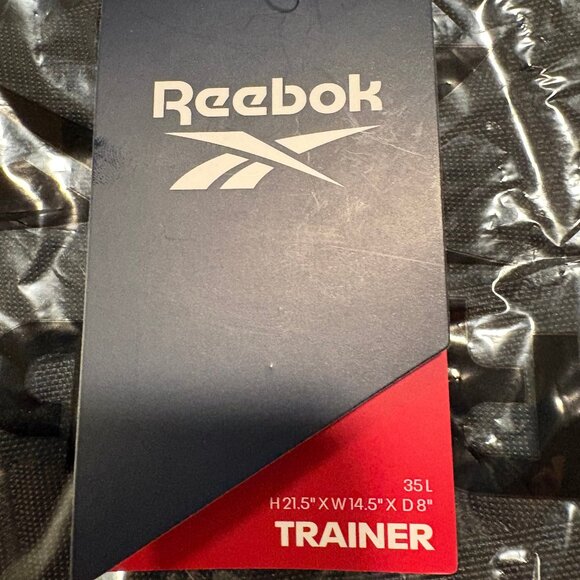 Reebok
35 L
H 21.5" X W 14.5" X D 8"
TRAINER